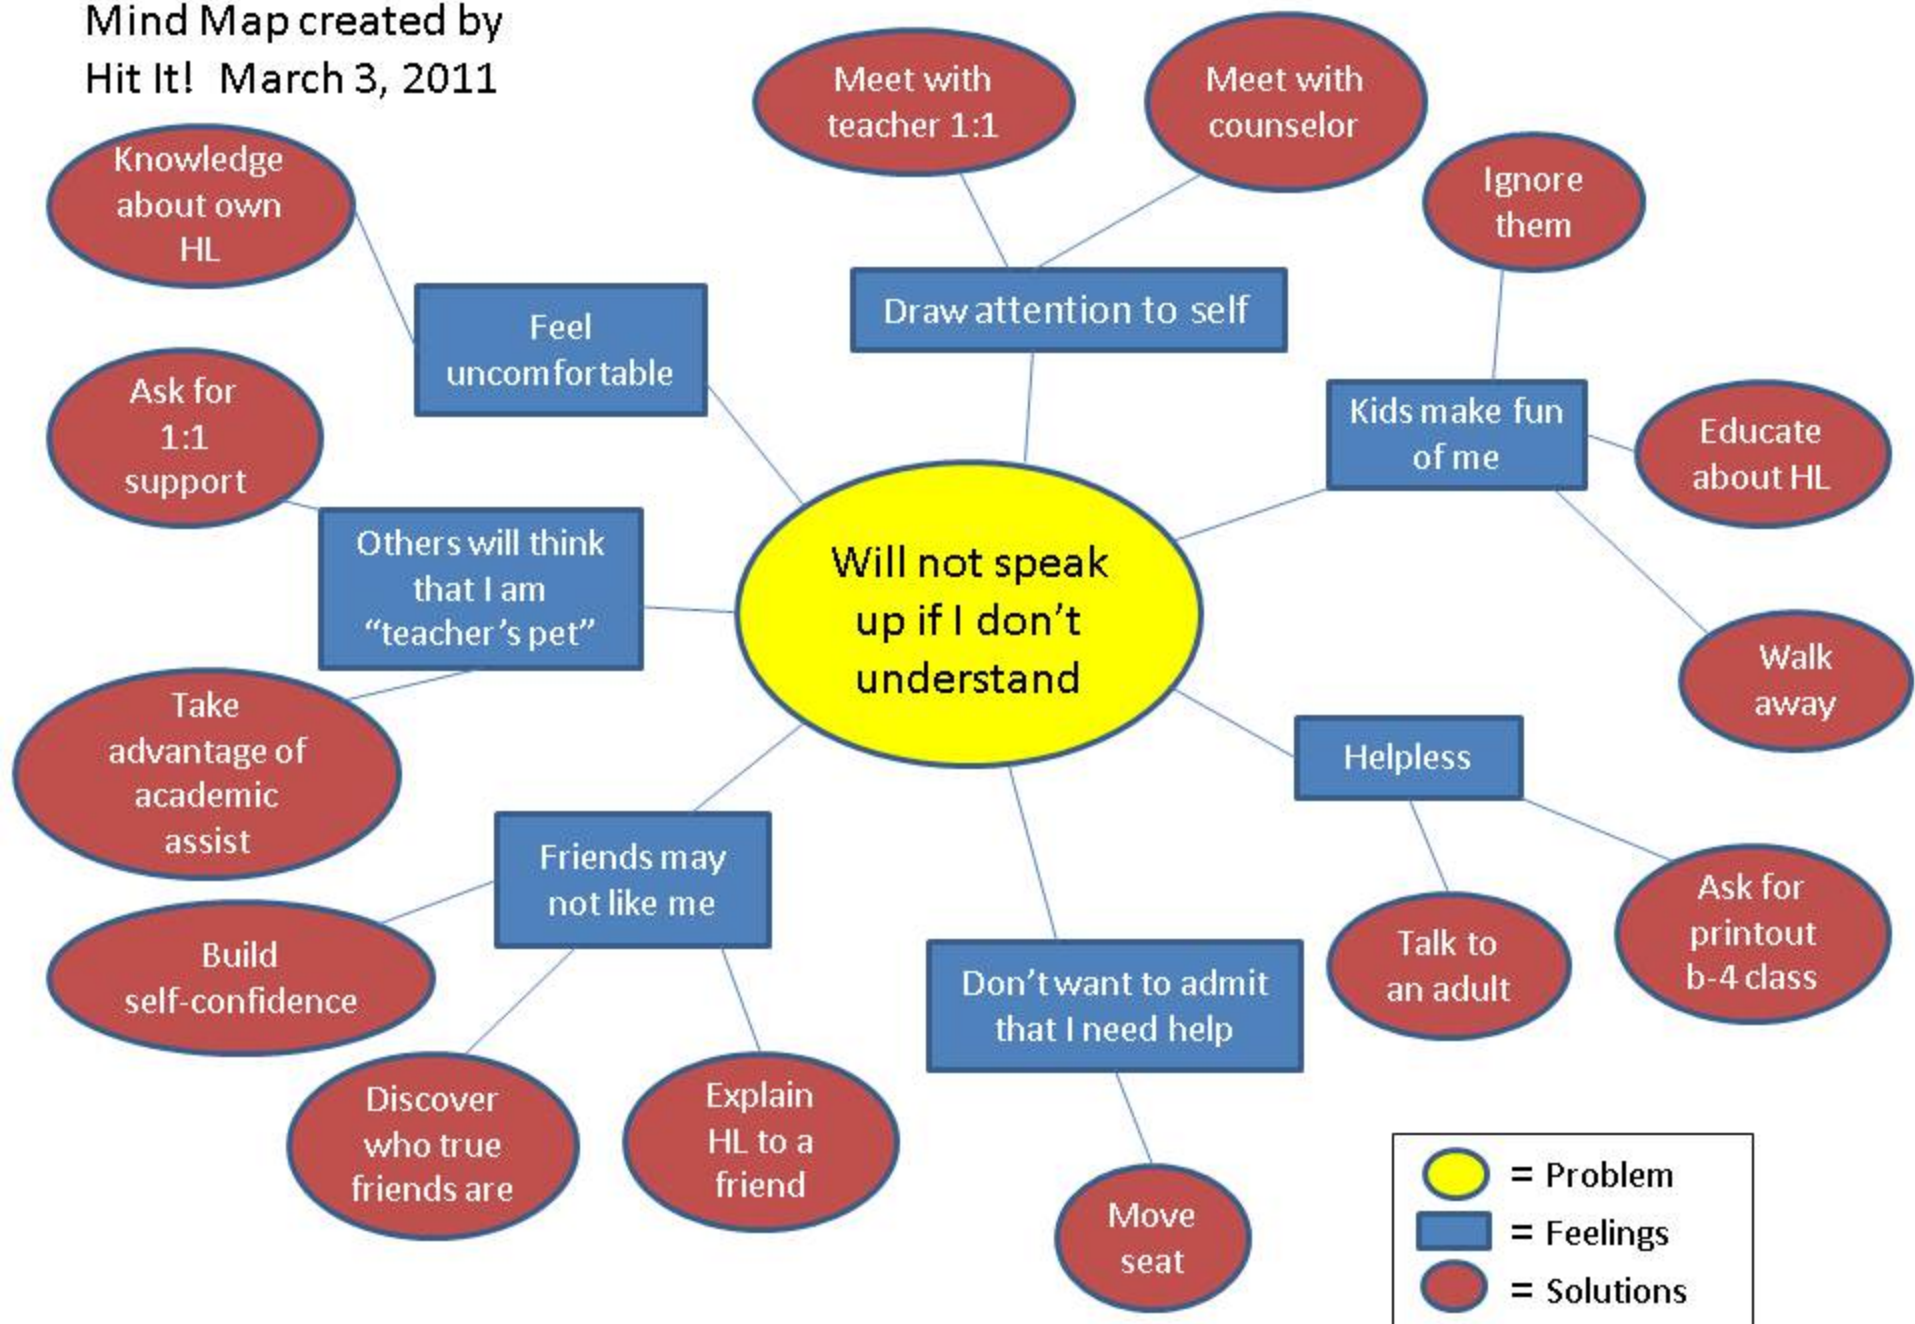 Mind Map created by
Hit It!  March 3, 2011
Meet with
teacher 1:1
Meet with
counselor
Ignore
them
Knowledge
about own
HL
Feel
uncomfortable
Draw attention to self
Kids make fun
of me
Educate
about HL
Ask for
1:1
support
Others will think
that I am
“teacher’s pet”
Will not speak
up if I don’t
understand
Walk
away
Take
advantage of
academic
assist
Helpless
Friends may
not like me
Build
self-confidence
Don’t want to admit
that I need help
Talk to
an adult
Ask for
printout
b-4 class
Discover
who true
friends are
Explain
HL to a
friend
Move
seat
= Problem
= Feelings
= Solutions